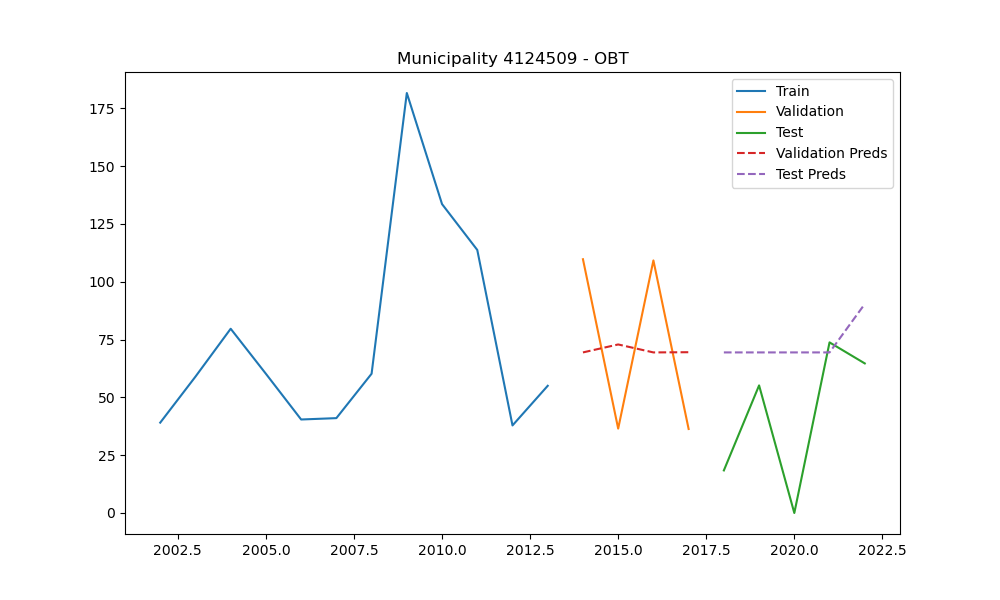 Municipality 4124509 - OBT
Train
Validation
Test
Validation Preds
Test Preds
175
150
125
100
75
50
25
0
2002.5 2005.0 2007.5 2010.0 2012.5 2015.0 2017.5 2020.0 2022.5